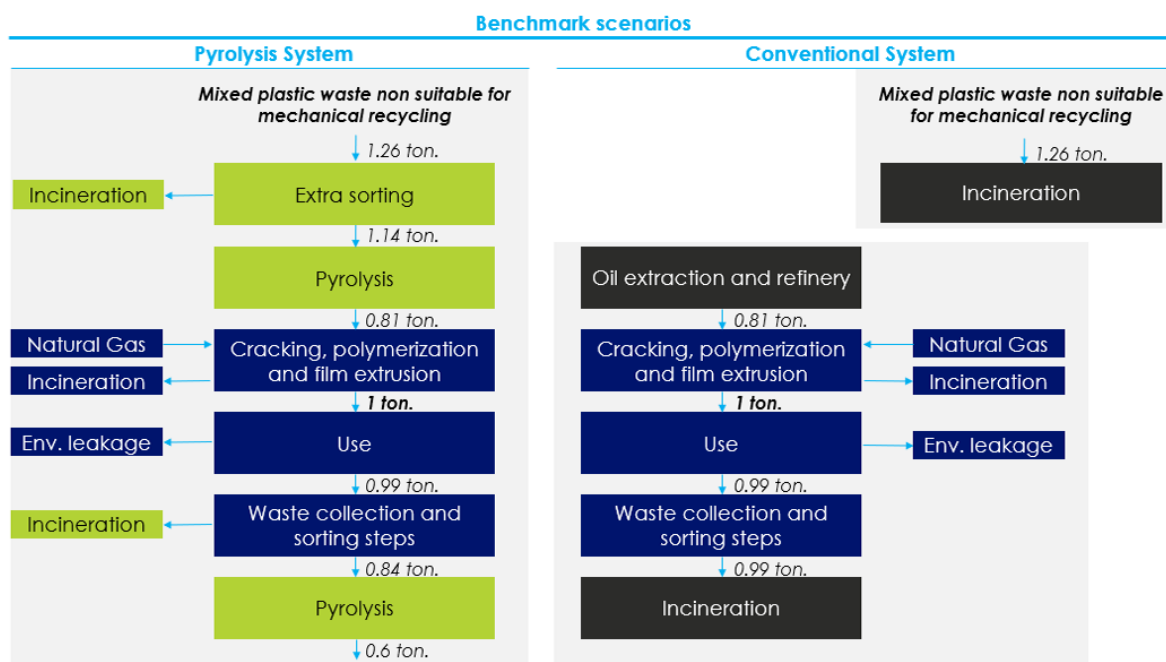 Benchmark scenarios
Pyrolysis System
Mixed plastic waste non suitable for
mechanical recycling
1.26 ton.
Incineration
Extra sorting
1.14 ton.
Pyrolysis
0.81 ton.
Natural Gas
Incineration
Cracking, polymerization
and film extrusion
1 ton.
Env. leakage
Use
0.99 ton.
Incineration
Waste collection and
sorting steps
0.84 ton.
Pyrolysis
0.6 ton.
Conventional System
Mixed plastic waste non suitable
for mechanical recycling
1.26 ton.
Incineration
Oil extraction and refinery
0.81 ton.
Cracking, polymerization
and film extrusion
Natural Gas
Incineration
1 ton.
Use
Env. leakage
0.99 ton.
Waste collection and
sorting steps
0.99 ton.
Incineration